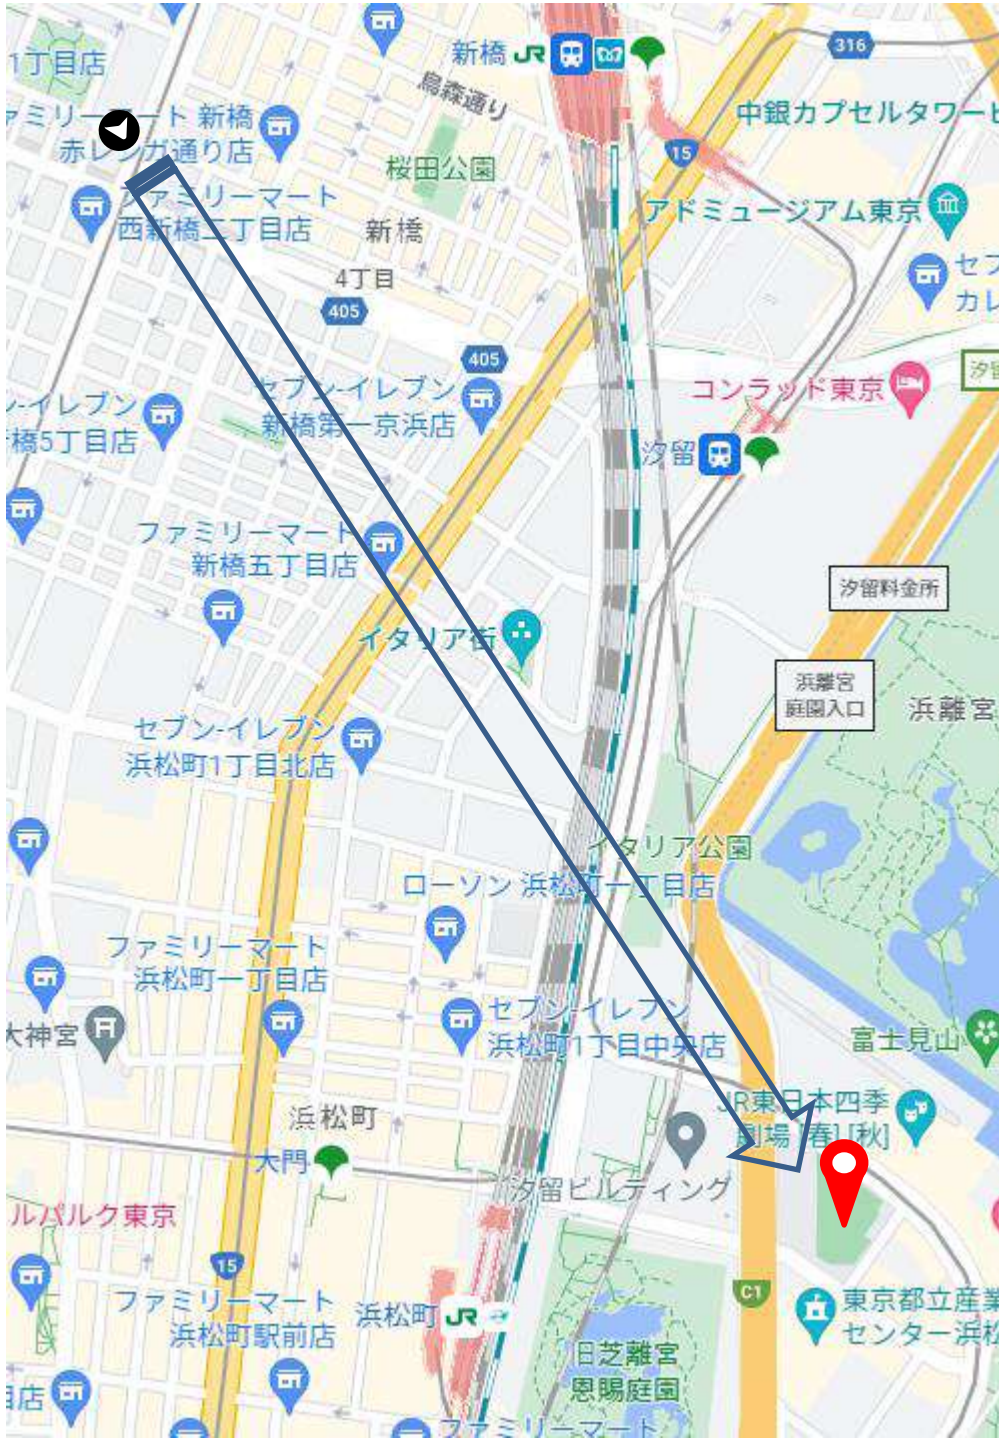 新橋 JR
316
1丁目店
烏森通り
ァミリーマート 新橋
赤レンガ通り店
中銀カプセルタワービ
15
桜田公園
ファミリーマート
西新橋二丁目店
アドミュージアム東京
新橋
4丁目
セブ
カレ
405
405
汐留
コンラッド東京
セブン-イレブン
新橋第一京浜店
ン-イレブン
橋5丁目店
汐留
ファミリーマート
新橋五丁目店
汐留料金所
イタリア街
浜離宮
庭園入口
浜離宮
セブン-イレブン
浜松町1丁目北店
イタリア公園
ローソン 浜松町一丁目店
ファミリーマート
浜松町一丁目店
セブン-イレブン
浜松町1丁目中央店
大神宮
富士見山
JR東日本四季
劇場 [春] [秋]
浜松町
大門
汐留ビルディング
ルパルク東京
15
C1
ファミリーマート
浜松町駅前店
浜松町 JR
東京都立産業
センター浜松
旧芝離宮
恩賜庭園
目店
ファミリーマート